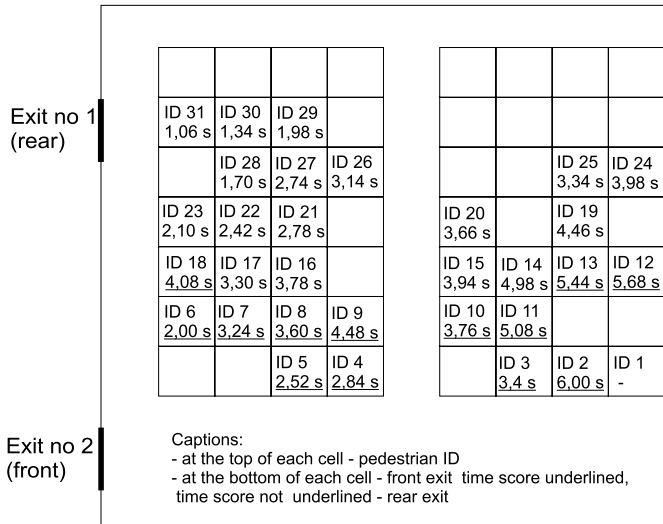 Exit no 1
(rear)
ID 31 ID 30 ID 29
1,06 s 1,34 s 1,98 s
ID 28 ID 27 ID 26 ID 25 ID 24
1,70 s 2,74 s 3,14 s 3,34 s 3,98 s
ID 23 ID 22 ID 21 ID 20 ID 19
2,10 s 2,42 s 2,78 s 3,66 s 4,46 s
ID 18 ID 17 ID 16 ID 15 ID 14 ID 13 ID 12
4,08 s 3,30 s 3,78 s 3,94 s 4,98 s 5,44 s 5,68 s
ID 6 ID 7 ID 8 ID 9 ID 10 ID 11
2,00 s 3,24 s 3,60 s 4,48 s 3,76 s 5,08 s
ID 5 ID 4 ID 3 ID 2 ID 1
2,52 s 2,84 s 3,4 s 6,00 s -
Exit no 2
(front)
Captions:
- at the top of each cell - pedestrian ID
- at the bottom of each cell - front exit time score underlined,
time score not underlined - rear exit